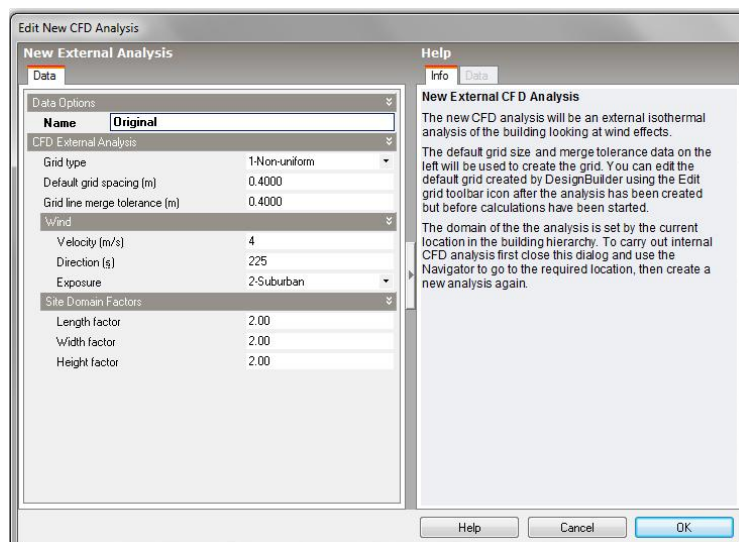 Edit New CFD Analysis
New External Analysis
Data
Data Options
Name Original
CFD External Analysis
Grid type 1-Non-uniform
Default grid spacing (m) 0.4000
Grid line merge tolerance (m) 0.4000
Wind
Velocity (m/s) 4
Direction (ș) 225
Exposure 2-Suburban
Site Domain Factors
Length factor 2.00
Width factor 2.00
Height factor 2.00
Help
Info Data
New External CFD Analysis
The new CFD analysis will be an external isothermal
analysis of the building looking at wind effects.
The default grid size and merge tolerance data on the
left will be used to create the grid. You can edit the
default grid created by DesignBuilder using the Edit
grid toolbar icon after the analysis has been created
but before calculations have been started.
The domain of the the analysis is set by the current
location in the building hierarchy. To carry out internal
CFD analysis first close this dialog and use the
Navigator to go to the required location, then create a
new analysis again.
Help Cancel OK